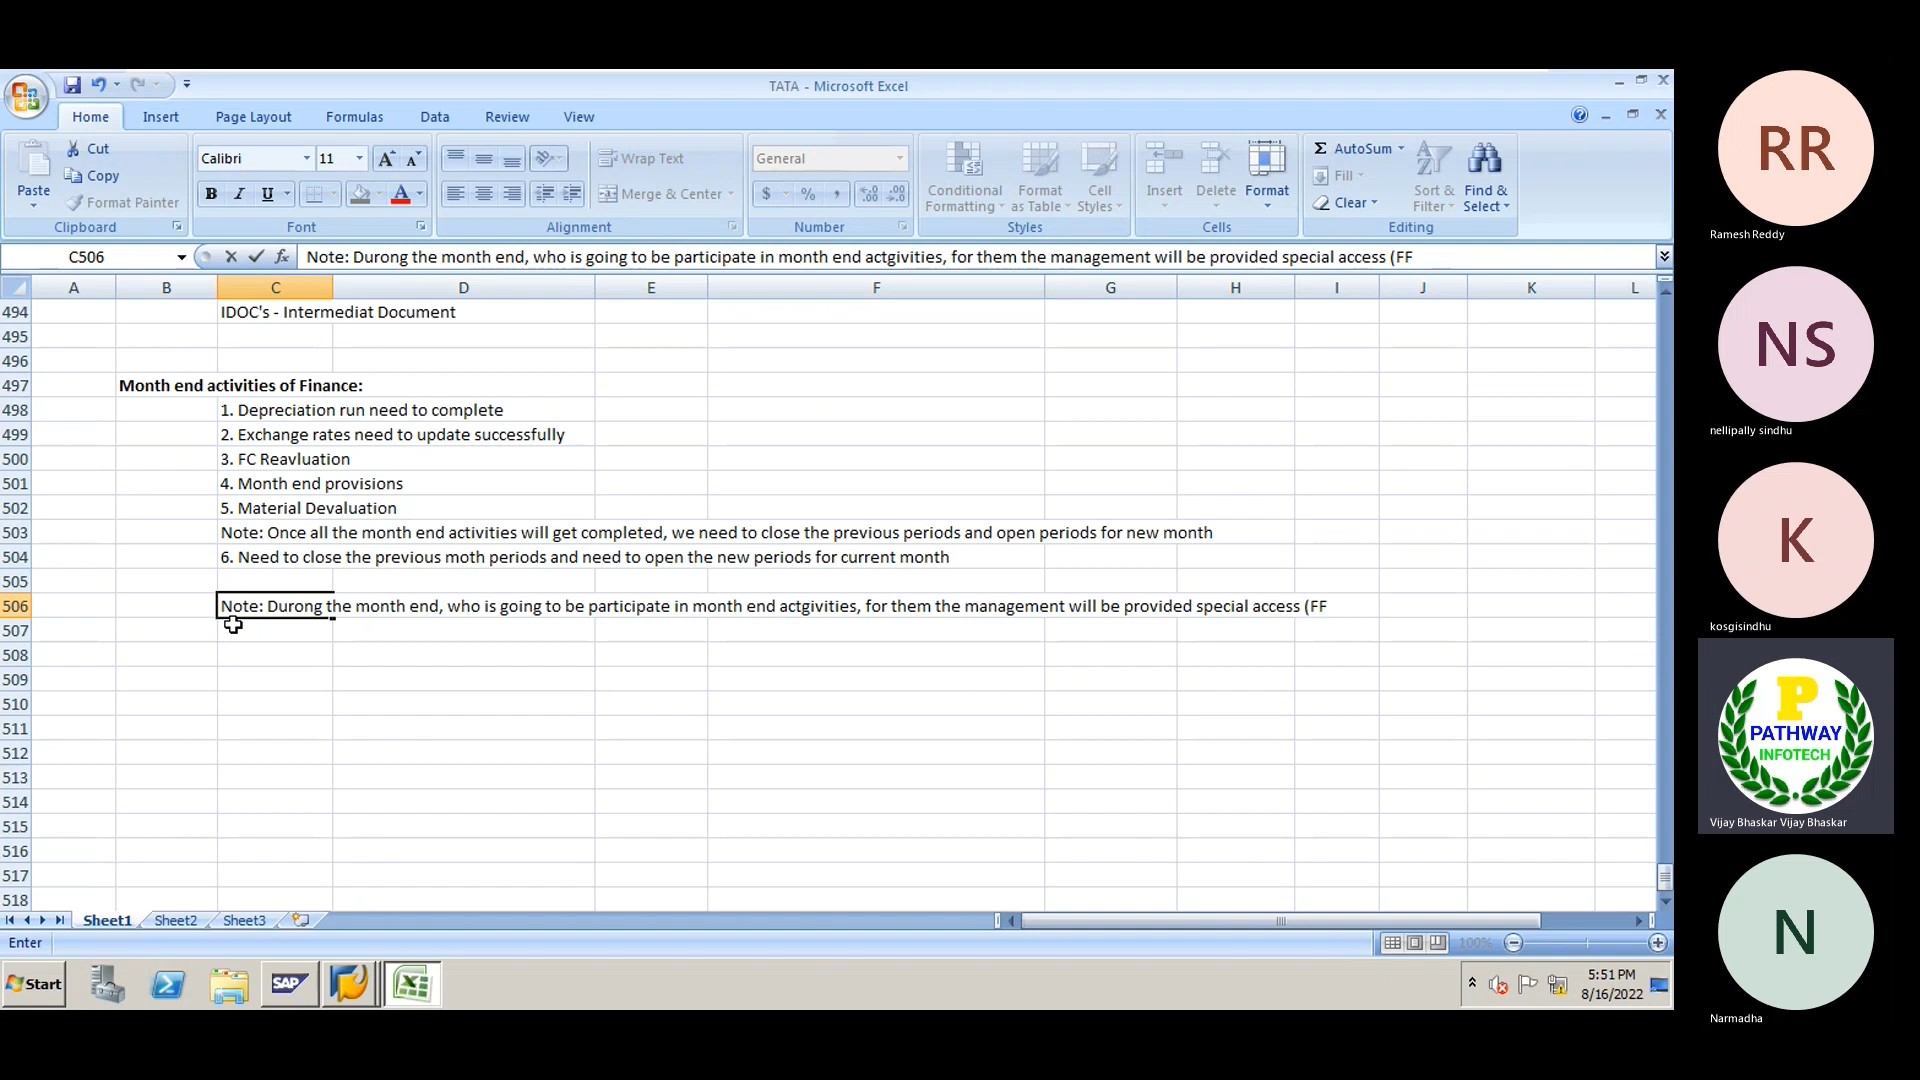 TATA - Microsoft Excel
Home Insert Page Layout Formulas Data Review View
Paste
Cut
Copy
Format Painter
Clipboard
Calibri 11
B I U
Font
Wrap Text
Merge & Center
Alignment
General
$ % ,
Number
Conditional Formatting
Format as Table
Cell Styles
Styles
Insert Delete Format
Cells
Σ AutoSum
Fill
Clear
Sort & Filter
Find & Select
Editing
C506 fx Note: Durong the month end, who is going to be participate in month end actgivities, for them the management will be provided special access (FF
A B C D E F G H I J K L
494 IDOC's - Intermediat Document
495
496
497 Month end activities of Finance:
498 1. Depreciation run need to complete
499 2. Exchange rates need to update successfully
500 3. FC Reavluation
501 4. Month end provisions
502 5. Material Devaluation
503 Note: Once all the month end activities will get completed, we need to close the previous periods and open periods for new month
504 6. Need to close the previous moth periods and need to open the new periods for current month
505
506 Note: Durong the month end, who is going to be participate in month end actgivities, for them the management will be provided special access (FF
507
508
509
510
511
512
513
514
515
516
517
518
Sheet1 Sheet2 Sheet3
Enter
100%
Start
SAP
5:51 PM
8/16/2022
RR
Ramesh Reddy
NS
nellipally sindhu
K
kosgisindhu
P
PATHWAY
INFOTECH
Vijay Bhaskar Vijay Bhaskar
N
Narmadha